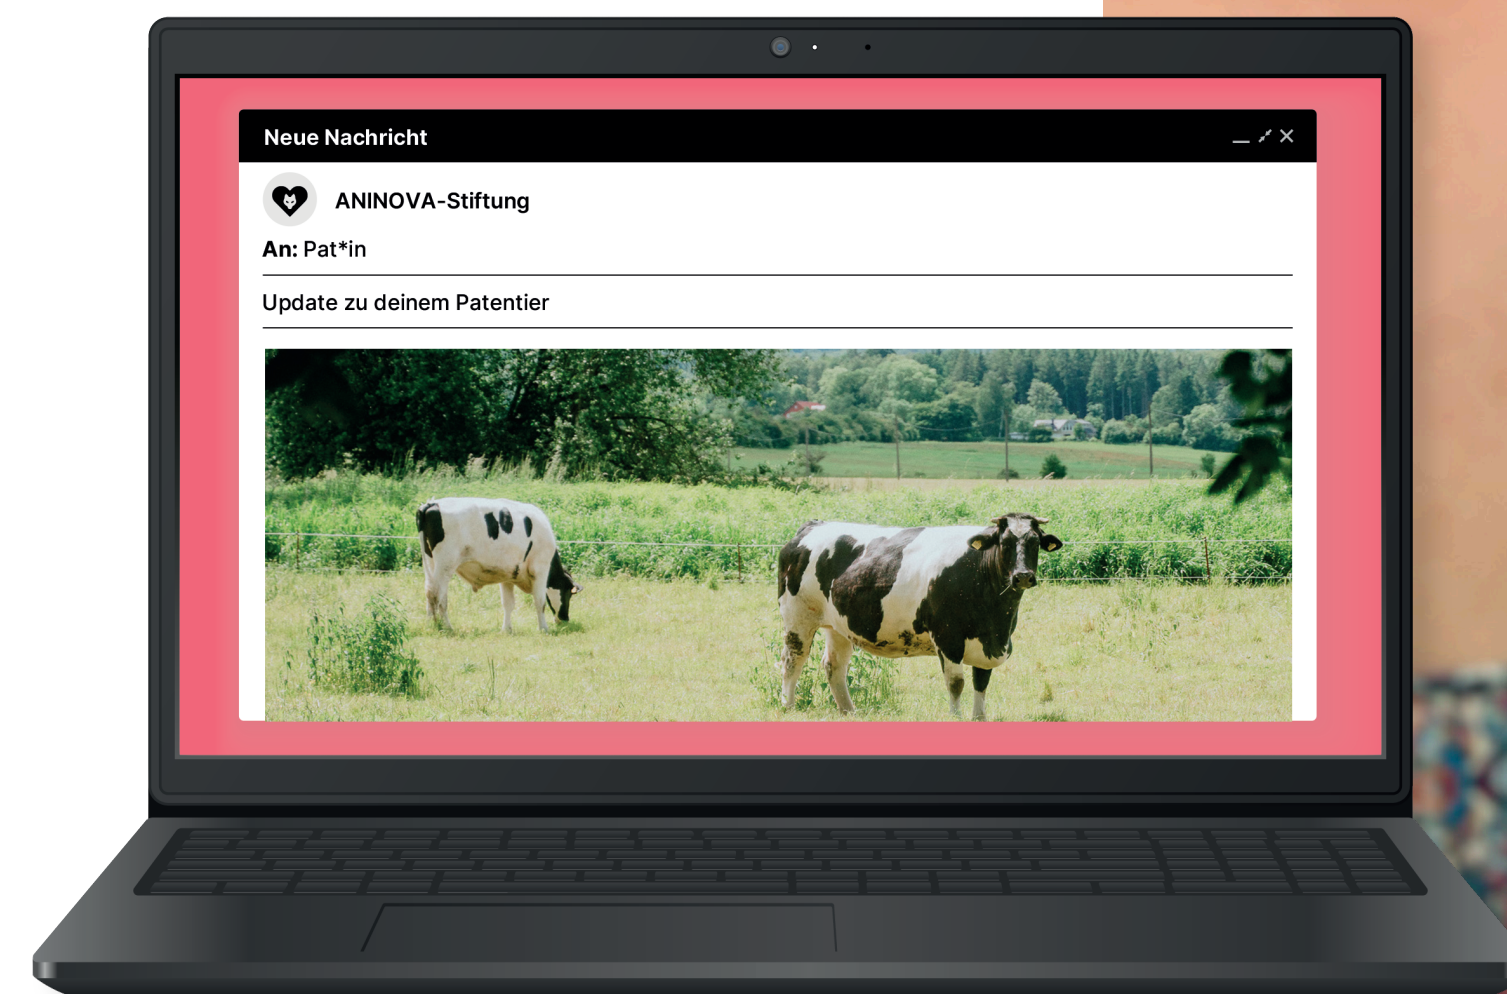 Neue Nachricht
ANINOVA-Stiftung
An: Pat*in
Update zu deinem Patentier